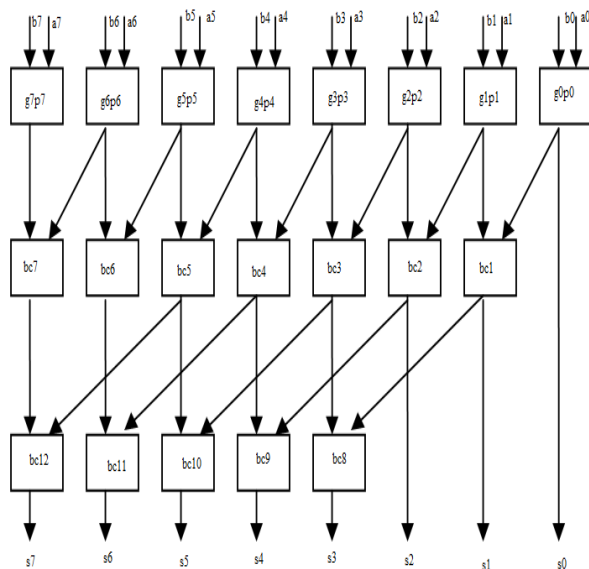 b7 a7 b6 a6 b5 a5 b4 a4 b3 a3 b2 a2 b1 a1 b0 a0
g7p7 g6p6 g5p5 g4p4 g3p3 g2p2 g1p1 g0p0
bc7 bc6 bc5 bc4 bc3 bc2 bc1
bc12 bc11 bc10 bc9 bc8
s7 s6 s5 s4 s3 s2 s1 s0